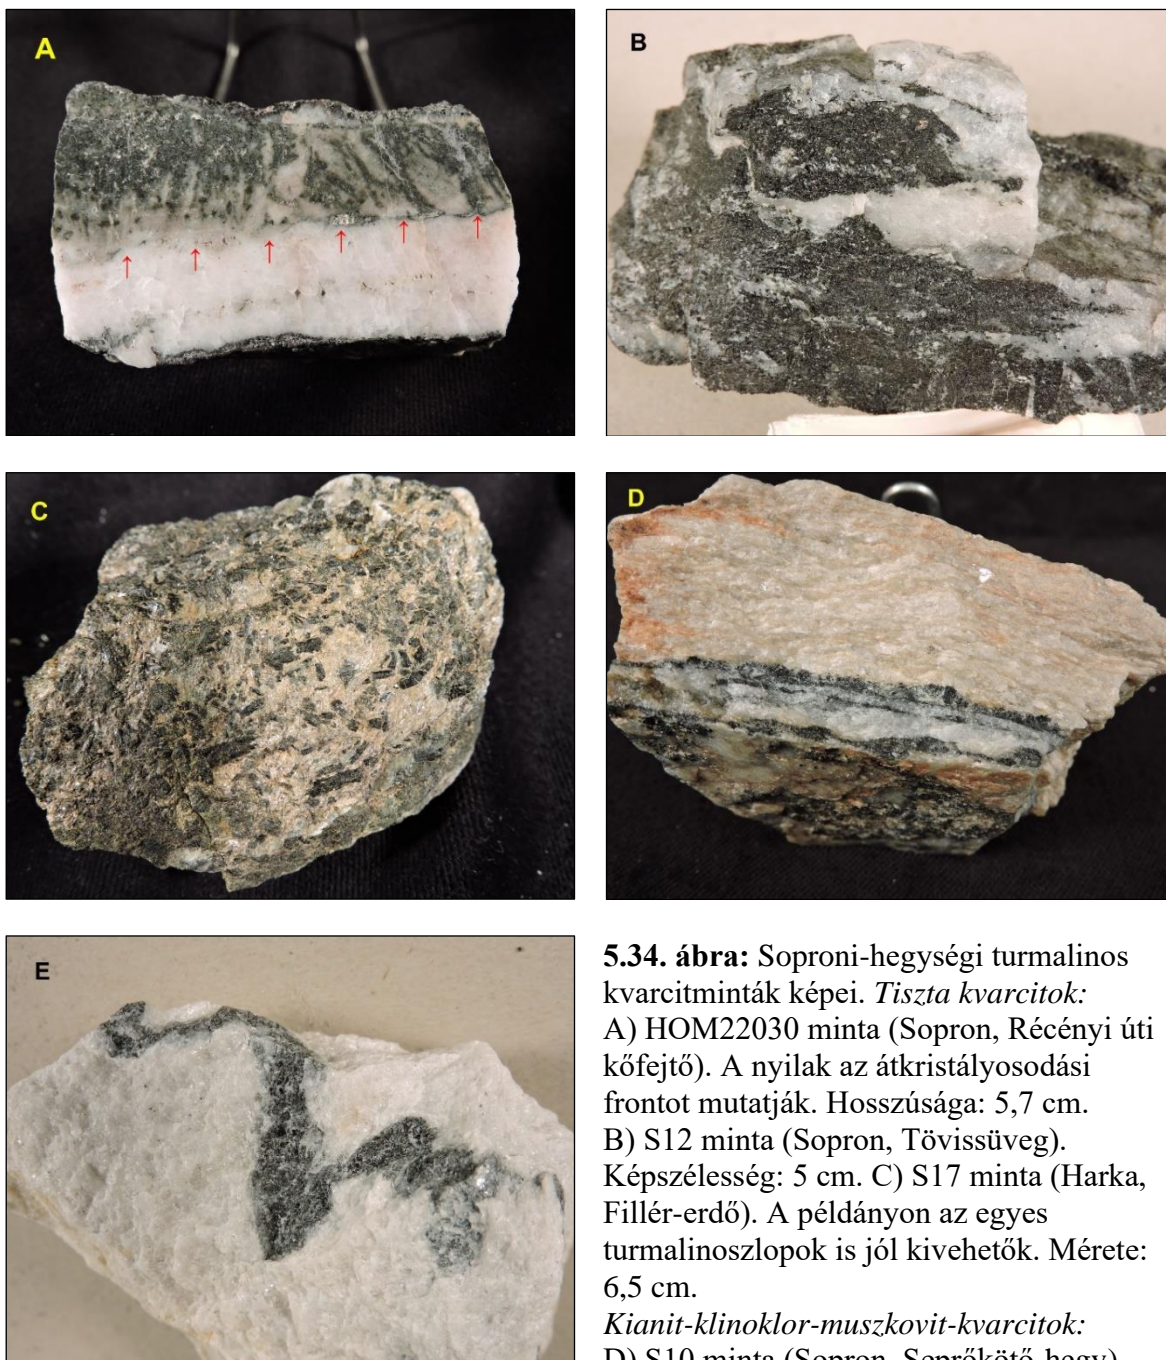 A
B
C
D
E
5.34. ábra: Soproni-hegységi turmalinos
kvarcitminták képei. Tiszta kvarcitok:
A) HOM22030 minta (Sopron, Récényi úti
kőfejtő). A nyilak az átkristályosodási
frontot mutatják. Hosszúsága: 5,7 cm.
B) S12 minta (Sopron, Tövissüveg).
Képszélesség: 5 cm. C) S17 minta (Harka,
Fillér-erdő). A példányon az egyes
turmalinoszlopok is jól kivehetők. Mérete:
6,5 cm.
Kianit-klinoklor-muszkovit-kvarcitok:
D) S10 minta (Sopron, Seprőkötő-hegy)